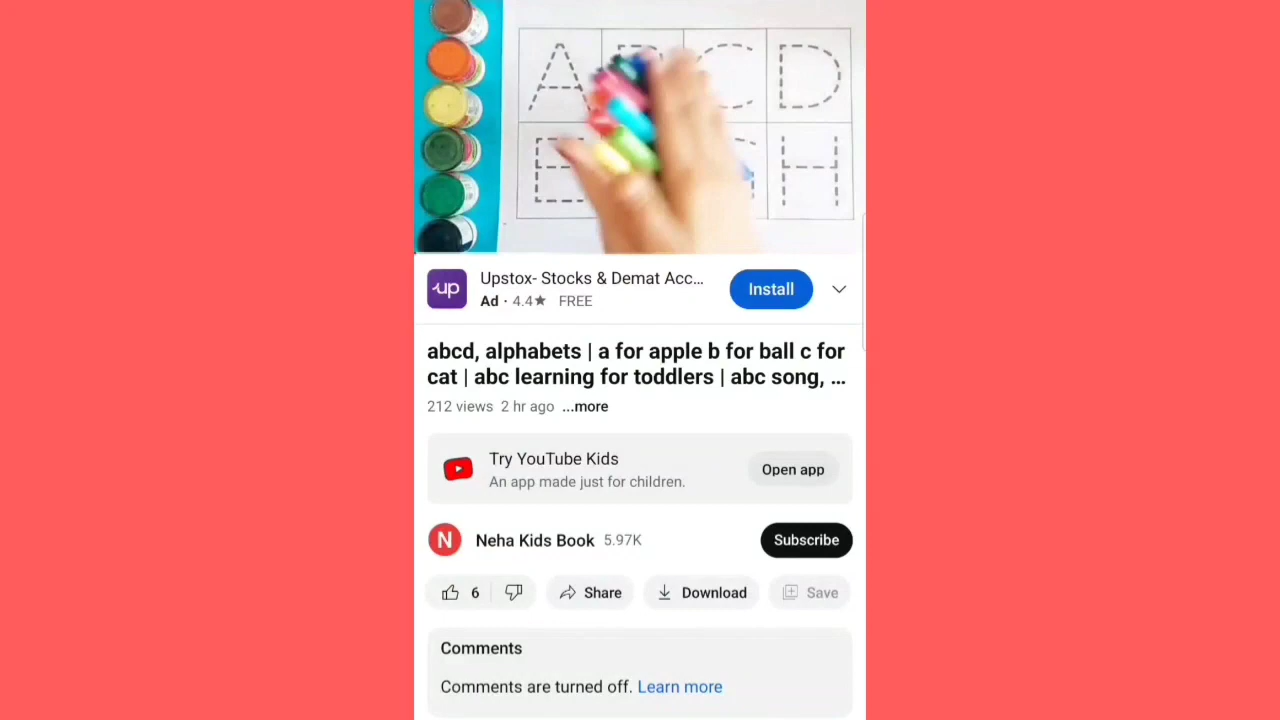 A B C D
E H
up
Upstox- Stocks & Demat Acc...
Install
Ad · 4.4★ FREE
abcd, alphabets | a for apple b for ball c for
cat | abc learning for toddlers | abc song, ...
212 views 2 hr ago ...more
Try YouTube Kids
An app made just for children.
Open app
N
Neha Kids Book 5.97K
Subscribe
6
Share
Download
Save
Comments
Comments are turned off. Learn more